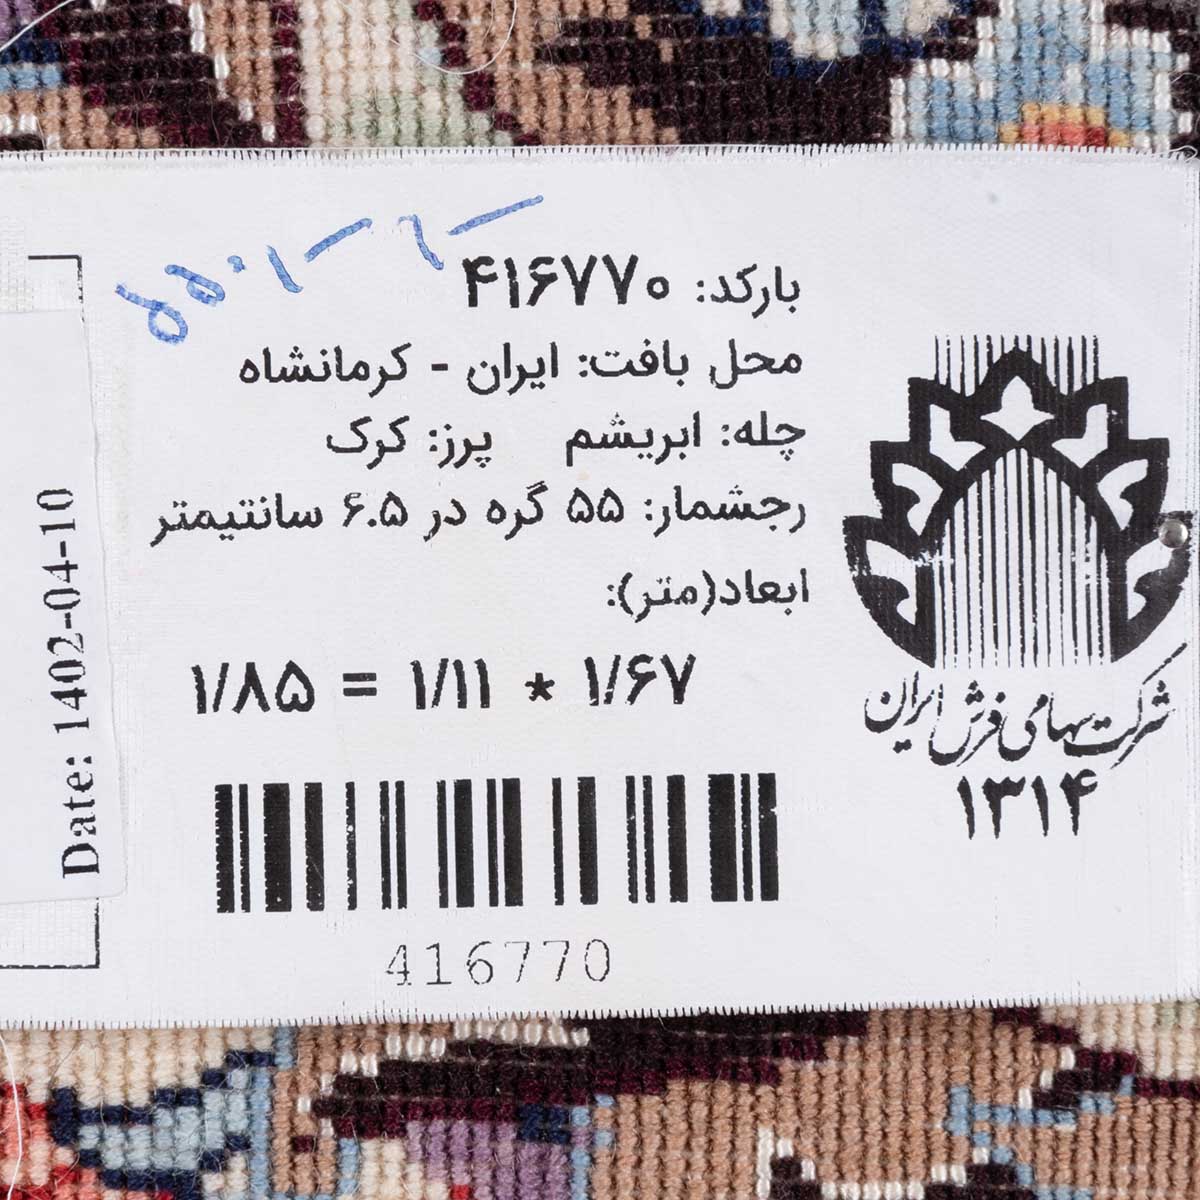 بارکد: ۴۱۶۷۷۰
محل بافت: ایران - کرمانشاه
چله: ابریشم پرز: کرک
رجشمار: ۵۵ گره در ۶.۵ سانتیمتر
ابعاد(متر):
۱/۶۷ * ۱/۱۱ = ۱/۸۵
416770
شرکت سهامی فرش ایران
۱۳۱۴
Date: 1402-04-10